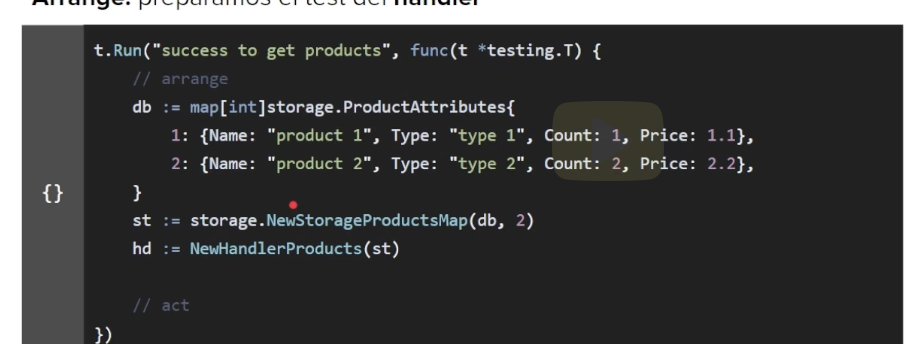 Arrange: preparamos el test del handler
t.Run("success to get products", func(t *testing.T) {
// arrange
db := map[int]storage.ProductAttributes{
1: {Name: "product 1", Type: "type 1", Count: 1, Price: 1.1},
2: {Name: "product 2", Type: "type 2", Count: 2, Price: 2.2},
{}
}
st := storage.NewStorageProductsMap(db, 2)
hd := NewHandlerProducts(st)
// act
})